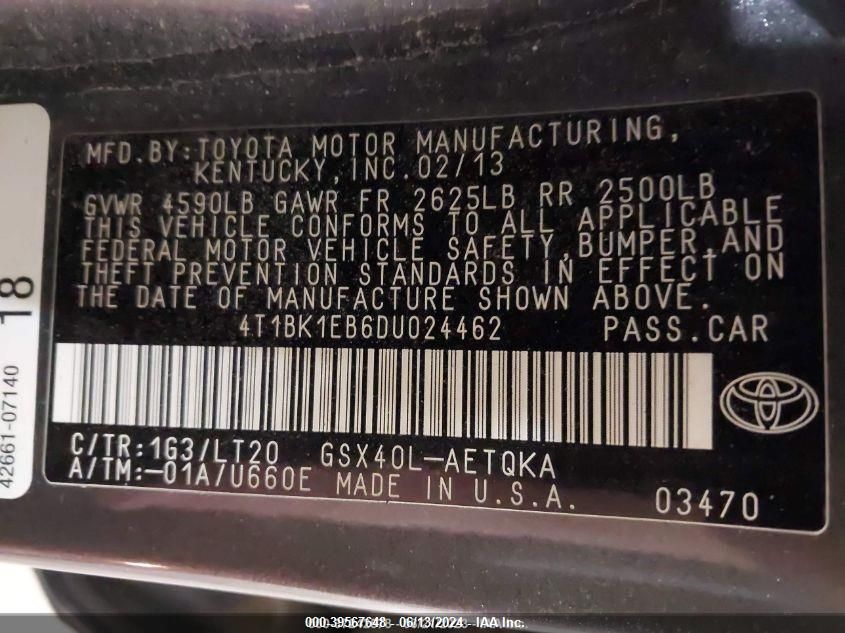 MFD.BY:TOYOTA MOTOR MANUFACTURING,
KENTUCKY,INC.02/13
GVWR 4590LB GAWR FR 2625LB RR 2500LB
THIS VEHICLE CONFORMS TO ALL APPLICABLE
FEDERAL MOTOR VEHICLE SAFETY,BUMPER,AND
THEFT PREVENTION STANDARDS IN EFFECT ON
THE DATE OF MANUFACTURE SHOWN ABOVE.
4T1BK1EB6DU024462 PASS.CAR
C/TR:1G3/LT20 GSX40L-AETQKA
A/TM:-01A/U660E MADE IN U.S.A. 03470
18
42661-07140
000-39567648 - 06/13/2024 - IAA Inc.